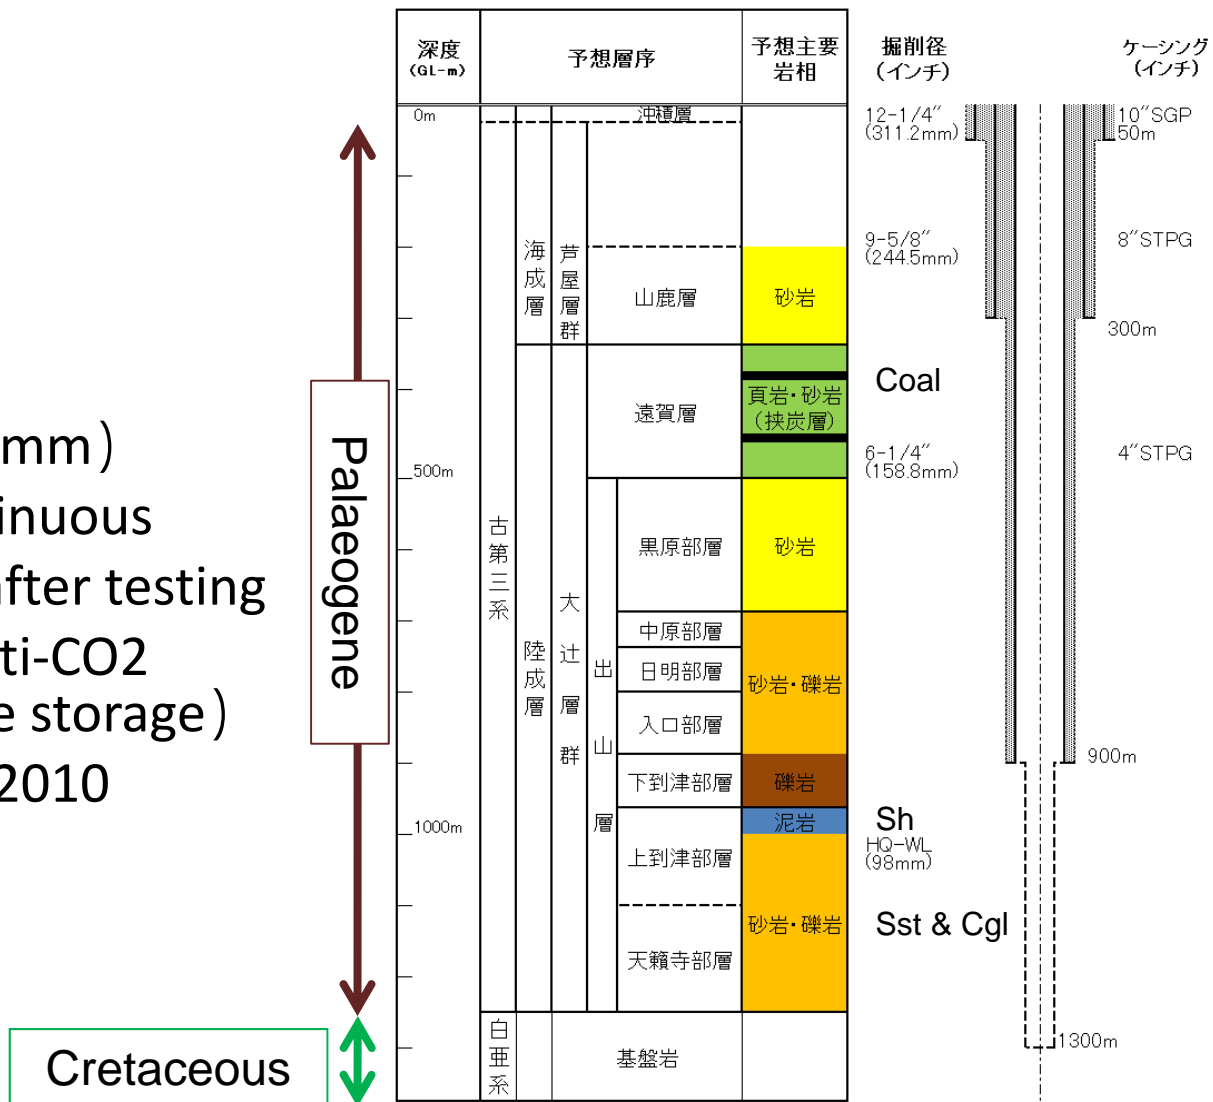 mm)
inuous
after testing
ti-CO2
e storage)
2010
Palaeogene
Cretaceous
深度
(GL-m)
予想層序
予想主要
岩相
掘削径
(インチ)
ケーシング
(インチ)
0m
500m
1000m
沖積層
古第三系
白亜系
海成層
陸成層
芦屋層群
大辻層群
出山層
山鹿層
遠賀層
黒原部層
中原部層
日明部層
入口部層
下到津部層
上到津部層
天籟寺部層
基盤岩
砂岩
頁岩・砂岩
(挟炭層)
砂岩
砂岩・礫岩
礫岩
泥岩
砂岩・礫岩
Coal
Sh
Sst & Cgl
12-1/4"
(311.2mm)
9-5/8"
(244.5mm)
6-1/4"
(158.8mm)
HQ-WL
(98mm)
10"SGP
50m
8"STPG
300m
4"STPG
900m
1300m